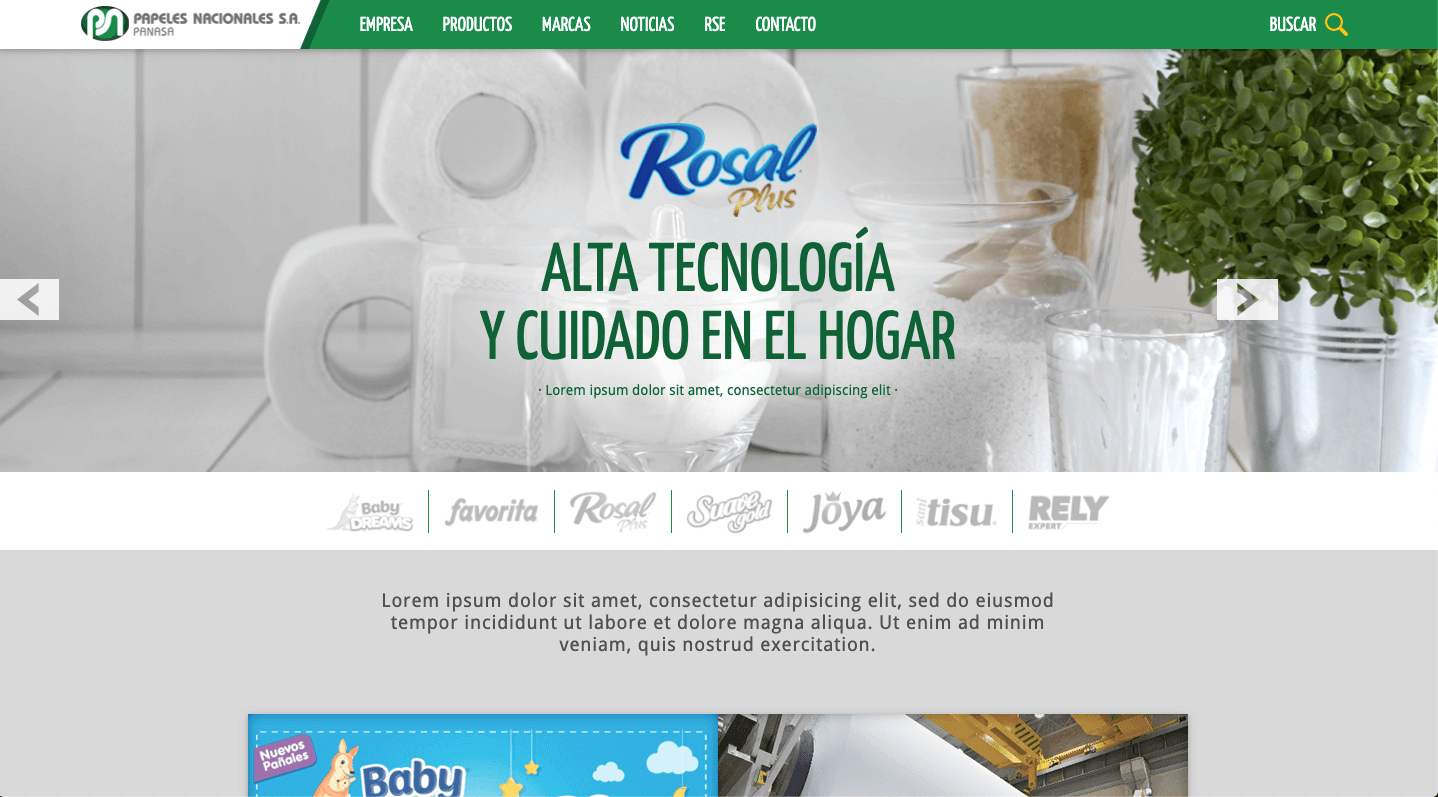 PAPELES NACIONALES S.A.
PANASA
EMPRESA PRODUCTOS MARCAS NOTICIAS RSE CONTACTO BUSCAR
Rosal
Plus
ALTA TECNOLOGÍA
Y CUIDADO EN EL HOGAR
· Lorem ipsum dolor sit amet, consectetur adipiscing elit ·
Baby DREAMS
favorita
Rosal Plus
Suave gold
Joya
sani tisu
RELY EXPERT
Lorem ipsum dolor sit amet, consectetur adipisicing elit, sed do eiusmod
tempor incididunt ut labore et dolore magna aliqua. Ut enim ad minim
veniam, quis nostrud exercitation.
Nuevos
Pañales
Baby